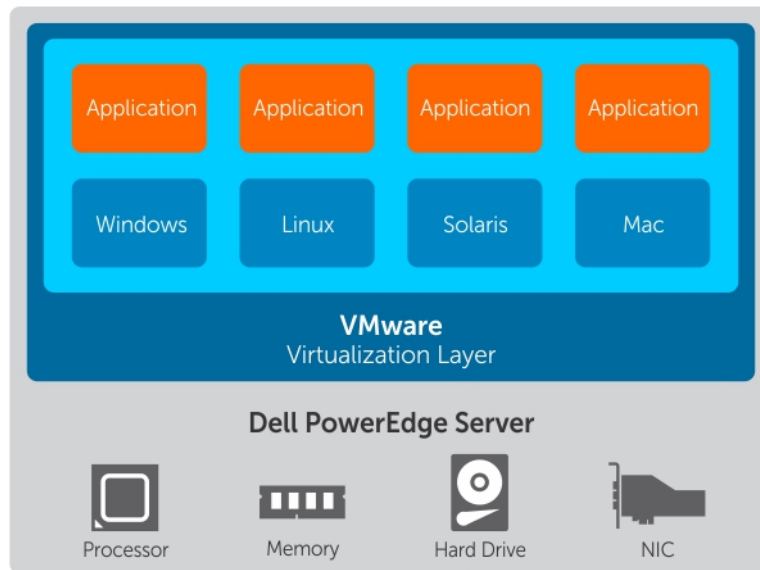 Application Application Application Application
Windows Linux Solaris Mac
VMware
Virtualization Layer
Dell PowerEdge Server
Processor Memory Hard Drive NIC